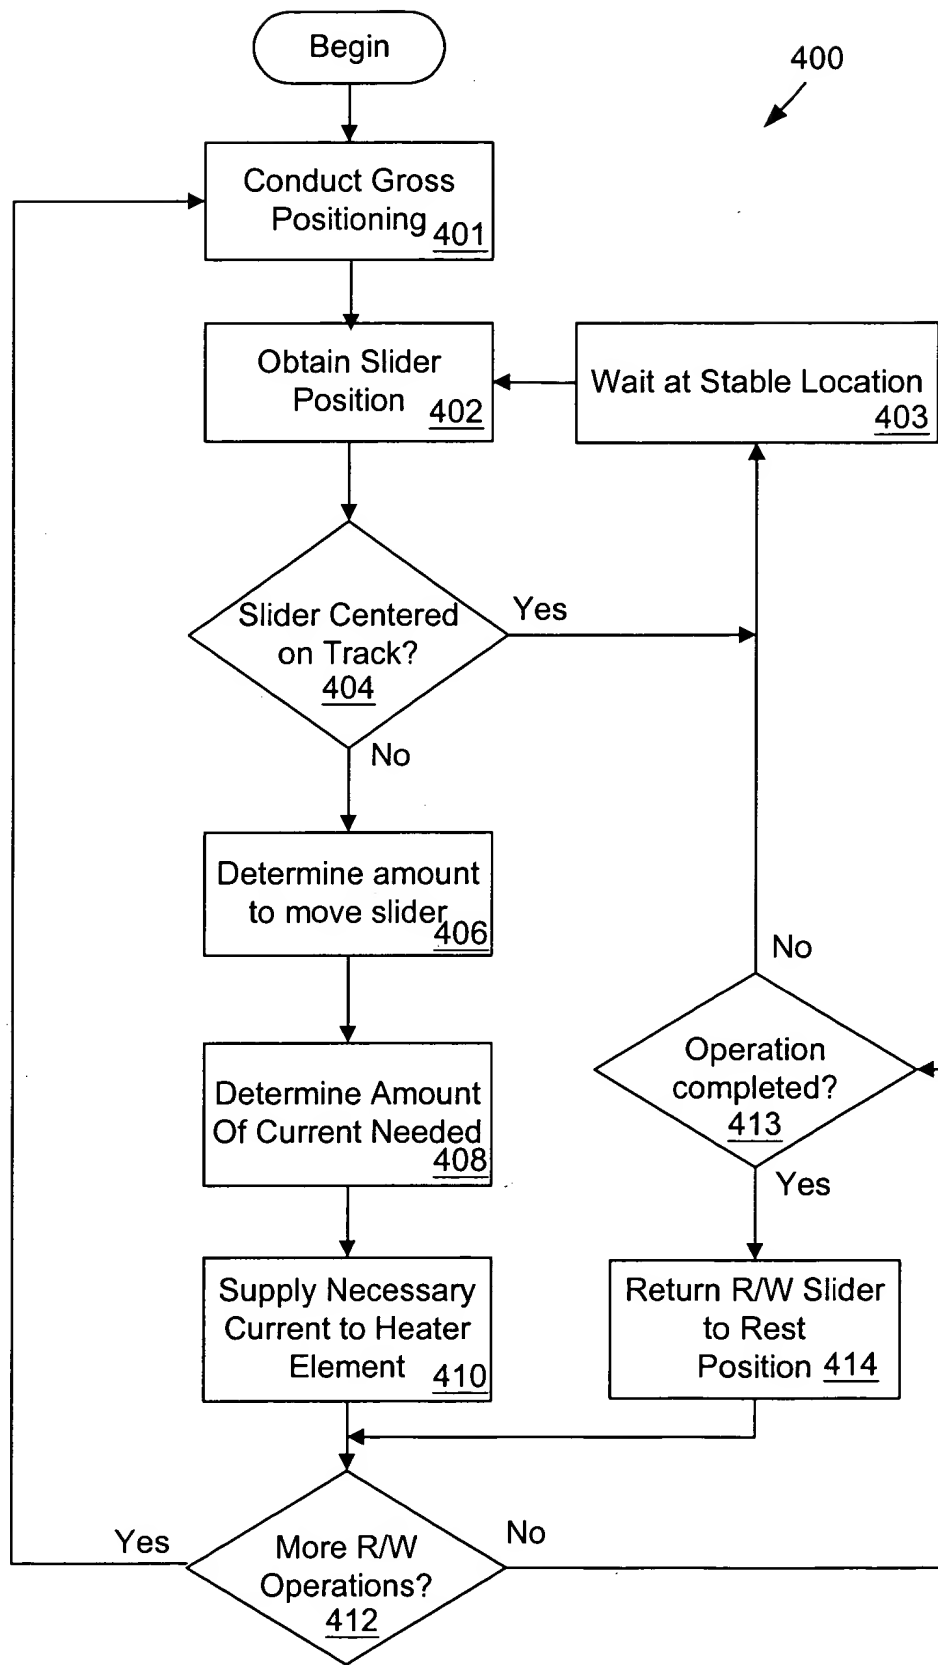 Begin
400
Conduct Gross
Positioning 401
Obtain Slider
Position 402
Wait at Stable Location
403
Slider Centered
on Track?
404
Yes
No
Determine amount
to move slider
406
No
Operation
completed?
413
Determine Amount
Of Current Needed
408
Yes
Supply Necessary
Current to Heater
Element 410
Return R/W Slider
to Rest
Position 414
Yes
More R/W
Operations?
412
No